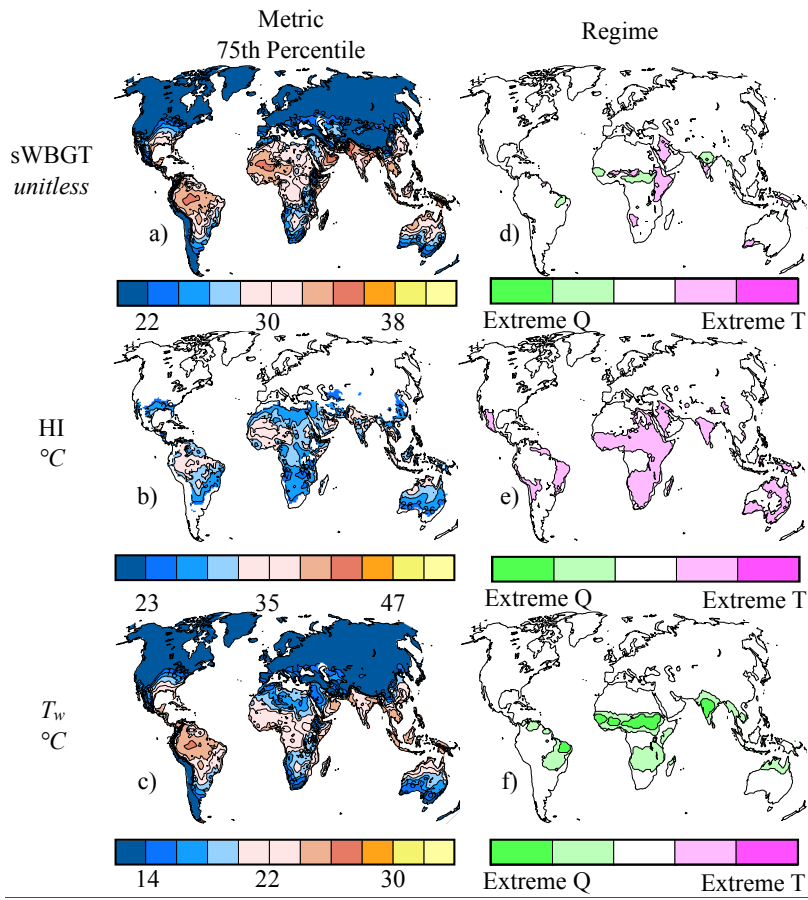 Metric
75th Percentile
Regime
sWBGT
unitless
a)
d)
22 30 38
Extreme Q Extreme T
HI
°C
b)
e)
23 35 47
Extreme Q Extreme T
T_w
°C
c)
f)
14 22 30
Extreme Q Extreme T